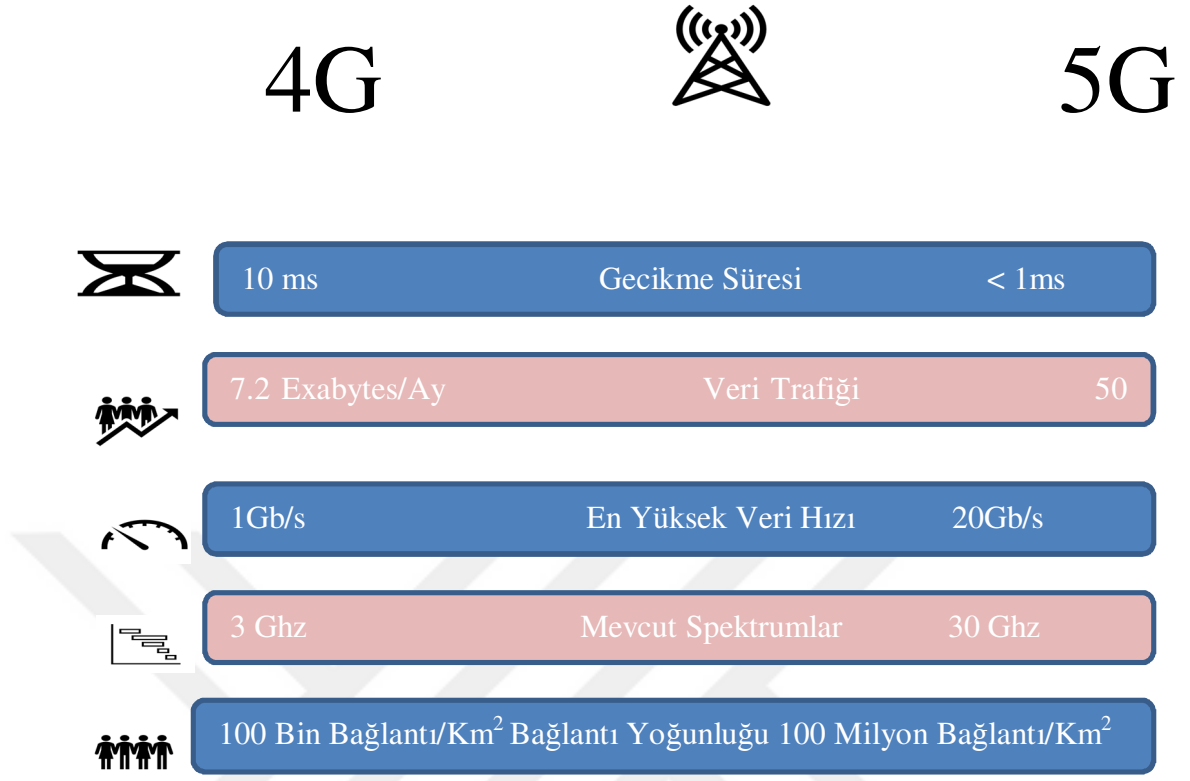 4G 5G
10 ms Gecikme Süresi < 1ms
7.2 Exabytes/Ay Veri Trafiği 50
1Gb/s En Yüksek Veri Hızı 20Gb/s
3 Ghz Mevcut Spektrumlar 30 Ghz
100 Bin Bağlantı/Km² Bağlantı Yoğunluğu 100 Milyon Bağlantı/Km²